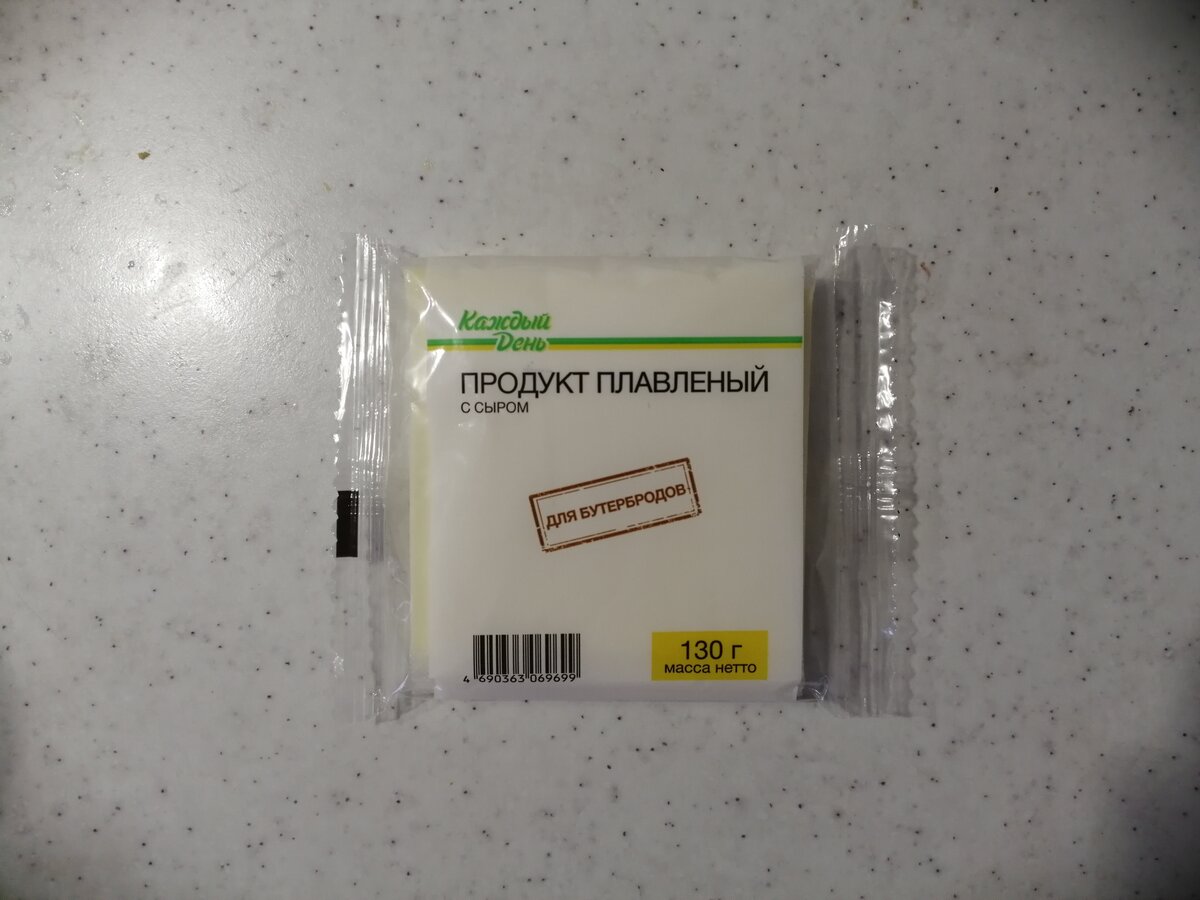 Каждый
День
ПРОДУКТ ПЛАВЛЕНЫЙ
С СЫРОМ
ДЛЯ БУТЕРБРОДОВ
130 г
масса нетто
4 690363 069699